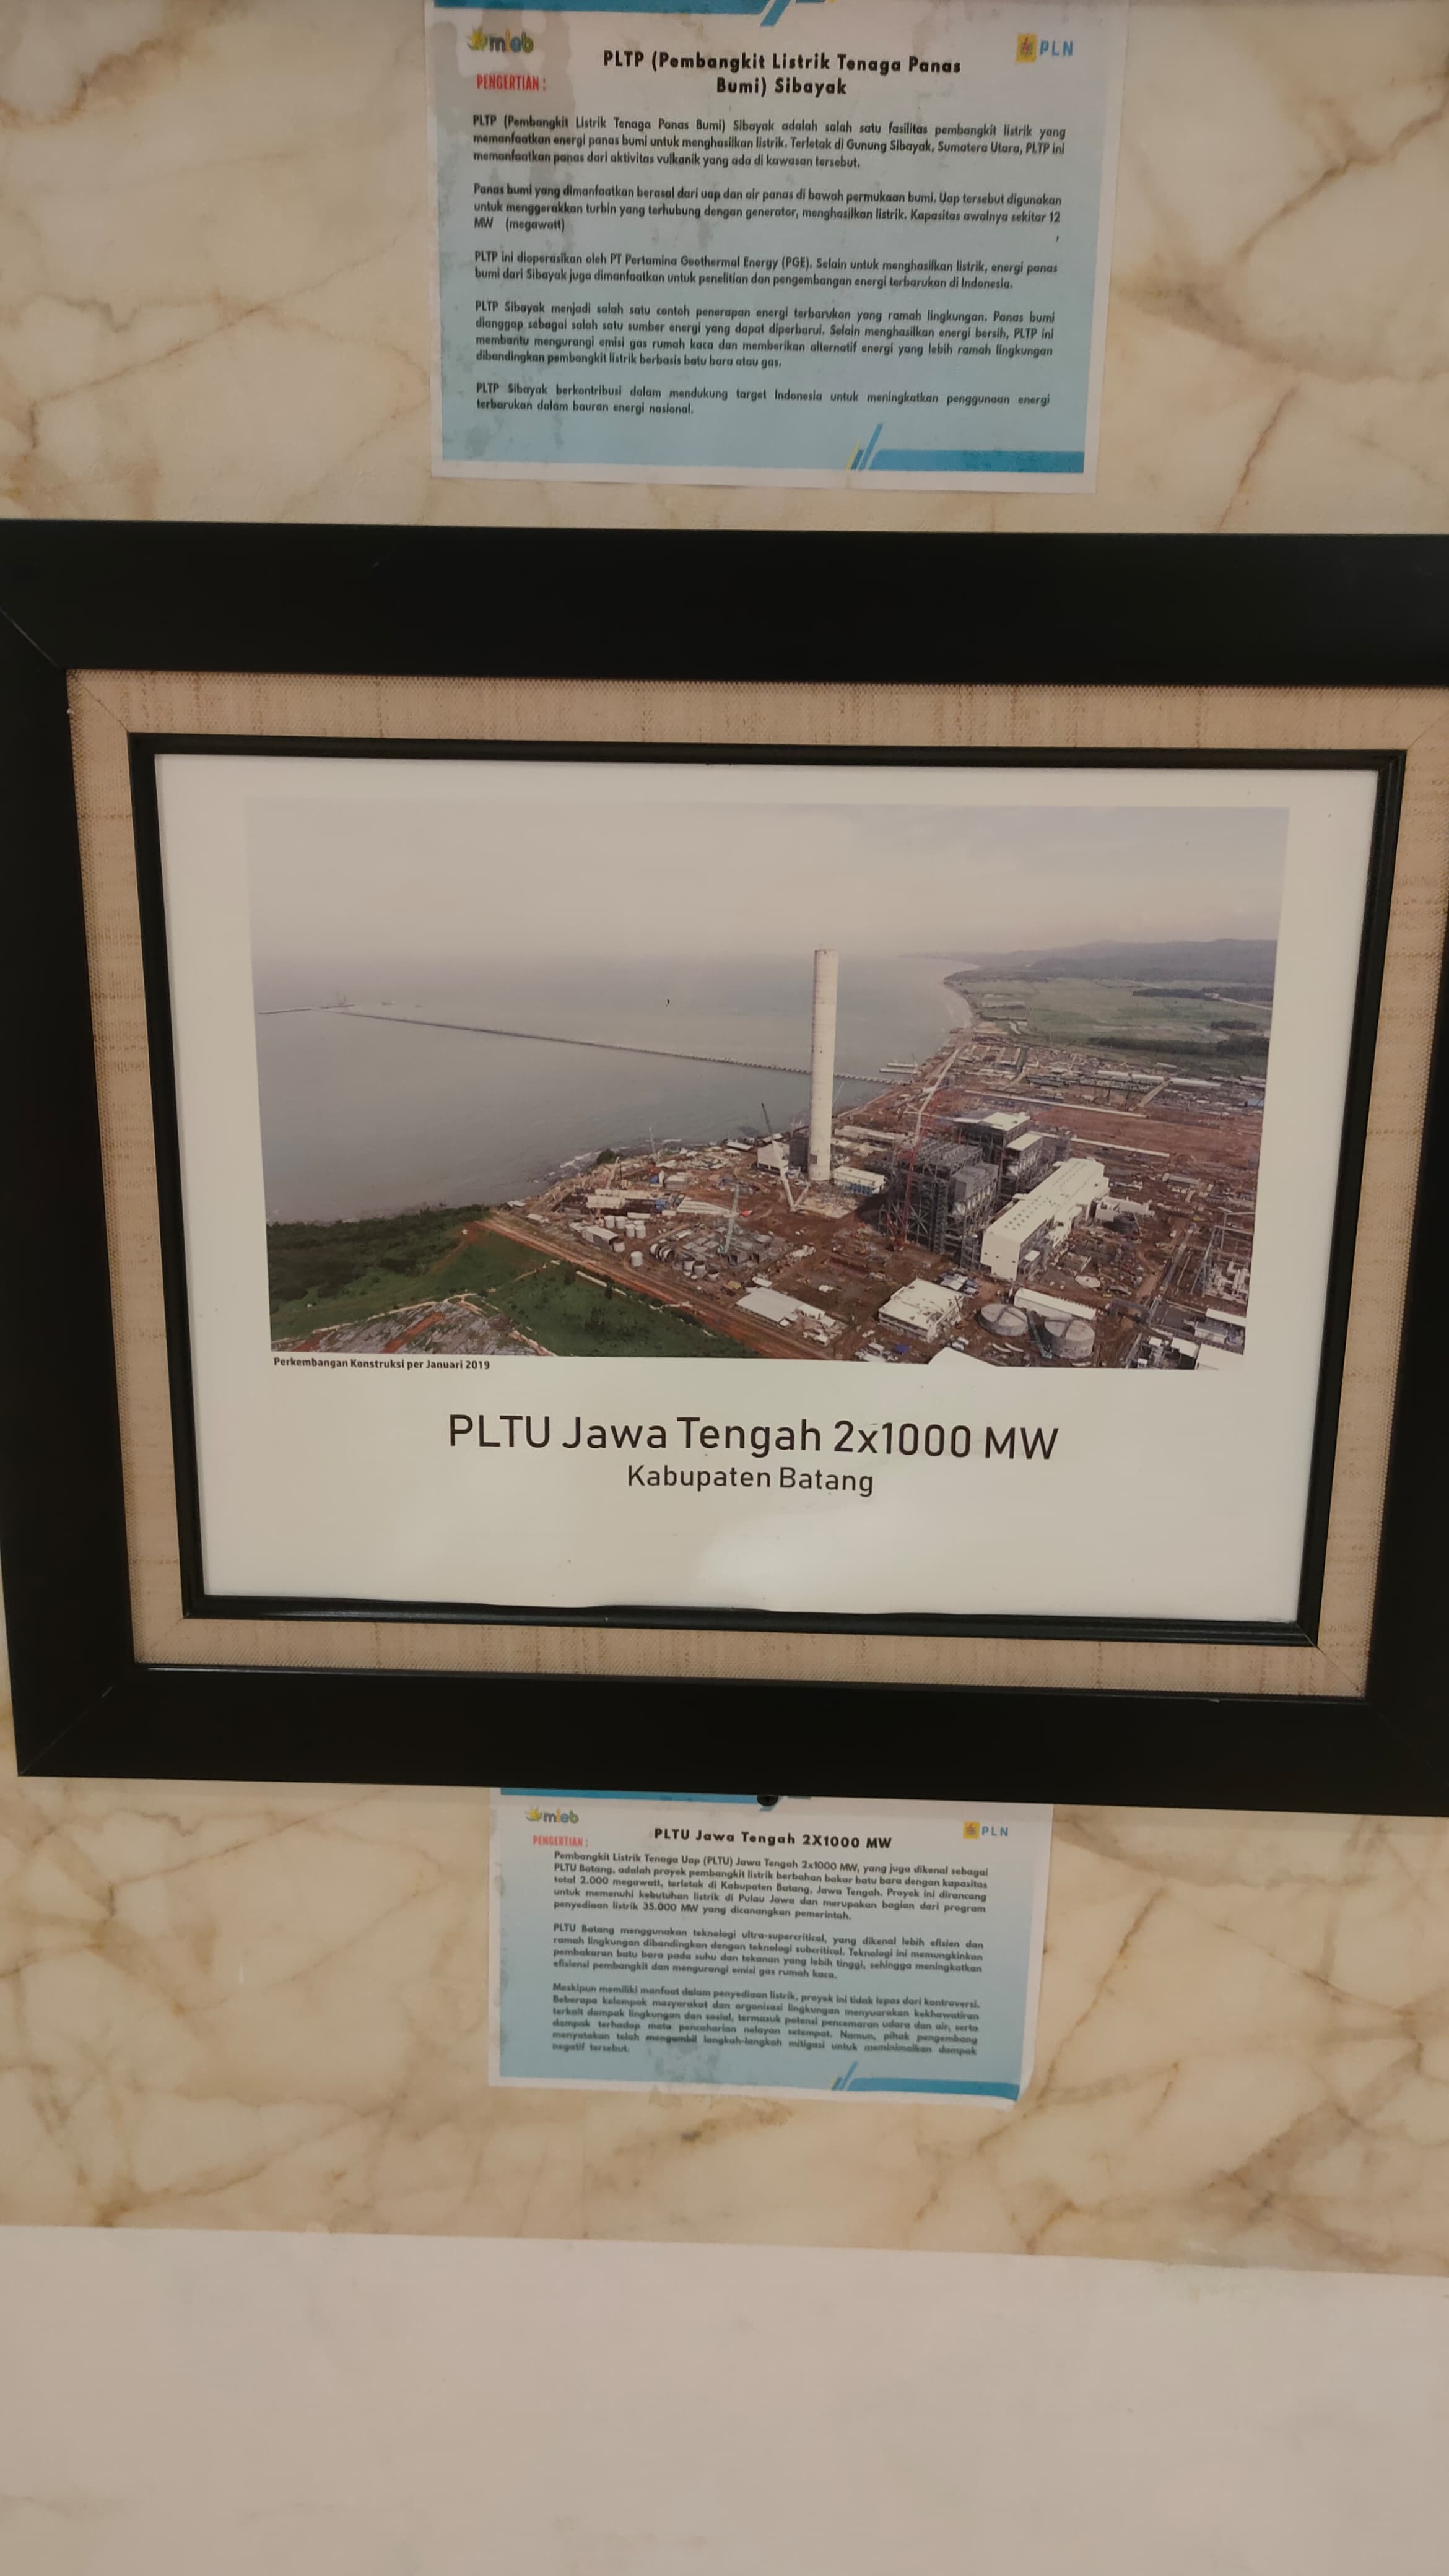 mleb
PLN
PLTP (Pembangkit Listrik Tenaga Panas
Bumi) Sibayak
PENGERTIAN :
PLTP (Pembangkit Listrik Tenaga Panas Bumi) Sibayak adalah salah satu fasilitas pembangkit listrik yang
memanfaatkan energi panas bumi untuk menghasilkan listrik. Terletak di Gunung Sibayak, Sumatera Utara, PLTP ini
memanfaatkan panas dari aktivitas vulkanik yang ada di kawasan tersebut.
Panas bumi yang dimanfaatkan berasal dari uap dan air panas di bawah permukaan bumi. Uap tersebut digunakan
untuk menggerakkan turbin yang terhubung dengan generator, menghasilkan listrik. Kapasitas awalnya sekitar 12
MW (megawatt)
,
PLTP ini dioperasikan oleh PT Pertamina Geothermal Energy (PGE). Selain untuk menghasilkan listrik, energi panas
bumi dari Sibayak juga dimanfaatkan untuk penelitian dan pengembangan energi terbarukan di Indonesia.
PLTP Sibayak menjadi salah satu contoh penerapan energi terbarukan yang ramah lingkungan. Panas bumi
dianggap sebagai salah satu sumber energi yang dapat diperbarui. Selain menghasilkan energi bersih, PLTP ini
membantu mengurangi emisi gas rumah kaca dan memberikan alternatif energi yang lebih ramah lingkungan
dibandingkan pembangkit listrik berbasis batu bara atau gas.
PLTP Sibayak berkontribusi dalam mendukung target Indonesia untuk meningkatkan penggunaan energi
terbarukan dalam bauran energi nasional.
Perkembangan Konstruksi per Januari 2019
PLTU Jawa Tengah 2x1000 MW
Kabupaten Batang
mleb
PLN
PENGERTIAN :
PLTU Jawa Tengah 2X1000 MW
Pembangkit Listrik Tenaga Uap (PLTU) Jawa Tengah 2x1000 MW, yang juga dikenal sebagai
PLTU Batang, adalah proyek pembangkit listrik berbahan bakar batu bara dengan kapasitas
total 2.000 megawatt, terletak di Kabupaten Batang, Jawa Tengah. Proyek ini dirancang
untuk memenuhi kebutuhan listrik di Pulau Jawa dan merupakan bagian dari program
penyediaan listrik 35.000 MW yang dicanangkan pemerintah.
PLTU Batang menggunakan teknologi ultra-supercritical, yang dikenal lebih efisien dan
ramah lingkungan dibandingkan dengan teknologi subcritical. Teknologi ini memungkinkan
pembakaran batu bara pada suhu dan tekanan yang lebih tinggi, sehingga meningkatkan
efisiensi pembangkit dan mengurangi emisi gas rumah kaca.
Meskipun memiliki manfaat dalam penyediaan listrik, proyek ini tidak lepas dari kontroversi.
Beberapa kelompok masyarakat dan organisasi lingkungan menyuarakan kekhawatiran
terkait dampak lingkungan dan sosial, termasuk potensi pencemaran udara dan air, serta
dampak terhadap mata pencaharian nelayan setempat. Namun, pihak pengembang
menyatakan telah mengambil langkah-langkah mitigasi untuk meminimalkan dampak
negatif tersebut.